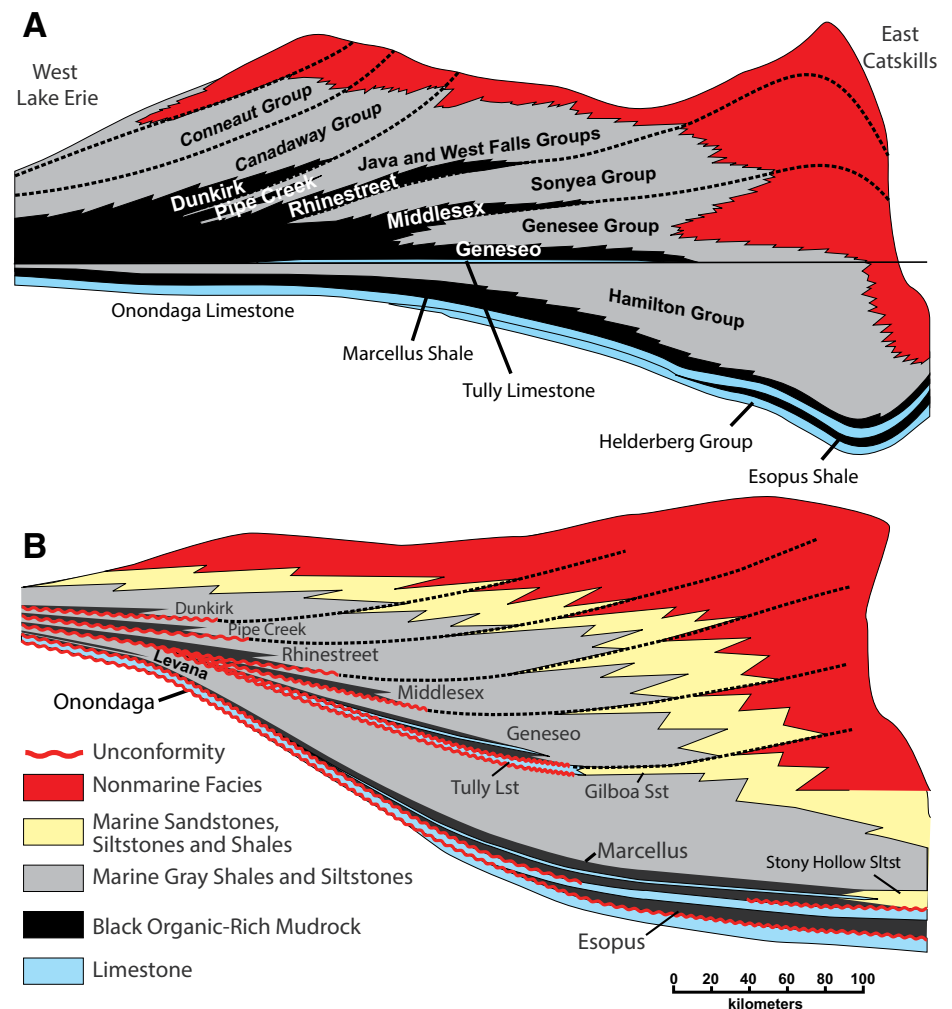 A
West
Lake Erie
East
Catskills
Conneaut Group
Canadaway Group
Java and West Falls Groups
Dunkirk
Pipe Creek
Rhinestreet
Sonyea Group
Middlesex
Genesee Group
Geneseo
Hamilton Group
Onondaga Limestone
Marcellus Shale
Tully Limestone
Helderberg Group
Esopus Shale
B
Dunkirk
Pipe Creek
Rhinestreet
Levana
Middlesex
Onondaga
Geneseo
Tully Lst
Gilboa Sst
Marcellus
Stony Hollow Sltst
Esopus
Unconformity
Nonmarine Facies
Marine Sandstones,
Siltstones and Shales
Marine Gray Shales and Siltstones
Black Organic-Rich Mudrock
Limestone
0 20 40 60 80 100
kilometers